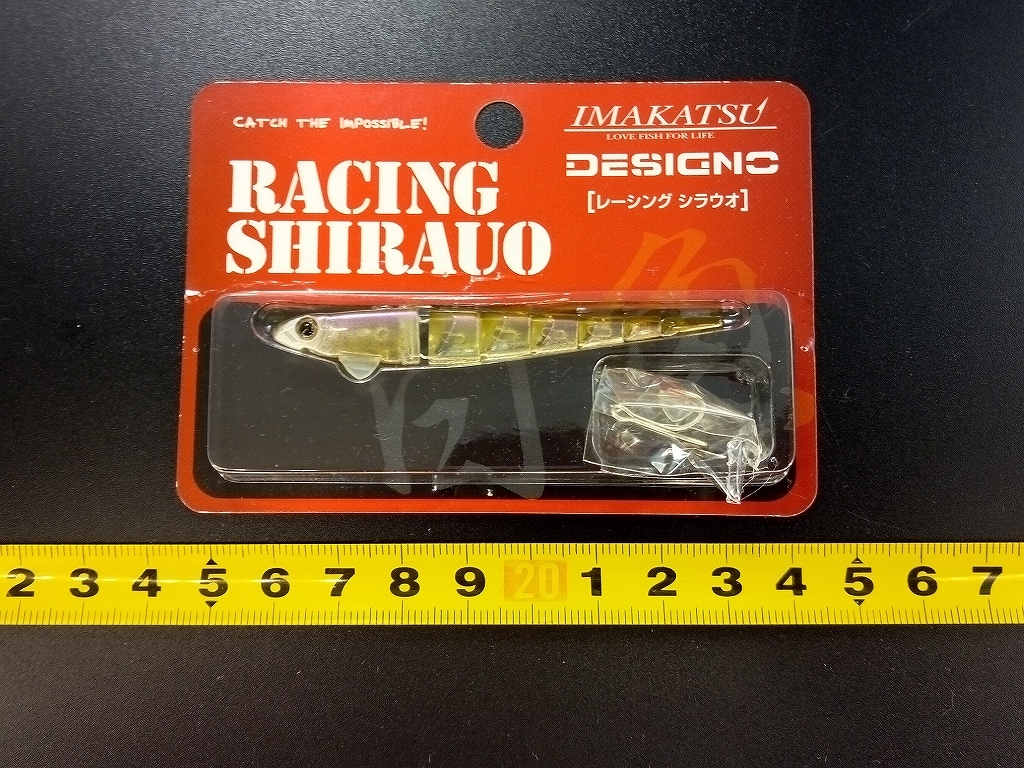 CATCH THE IMPOSSIBLE!
IMAKATSU
LOVE FISH FOR LIFE
DESIGNO
[レーシング シラウオ]
RACING
SHIRAUO
2 3 4 5 6 7 8 9 20 1 2 3 4 5 6 7